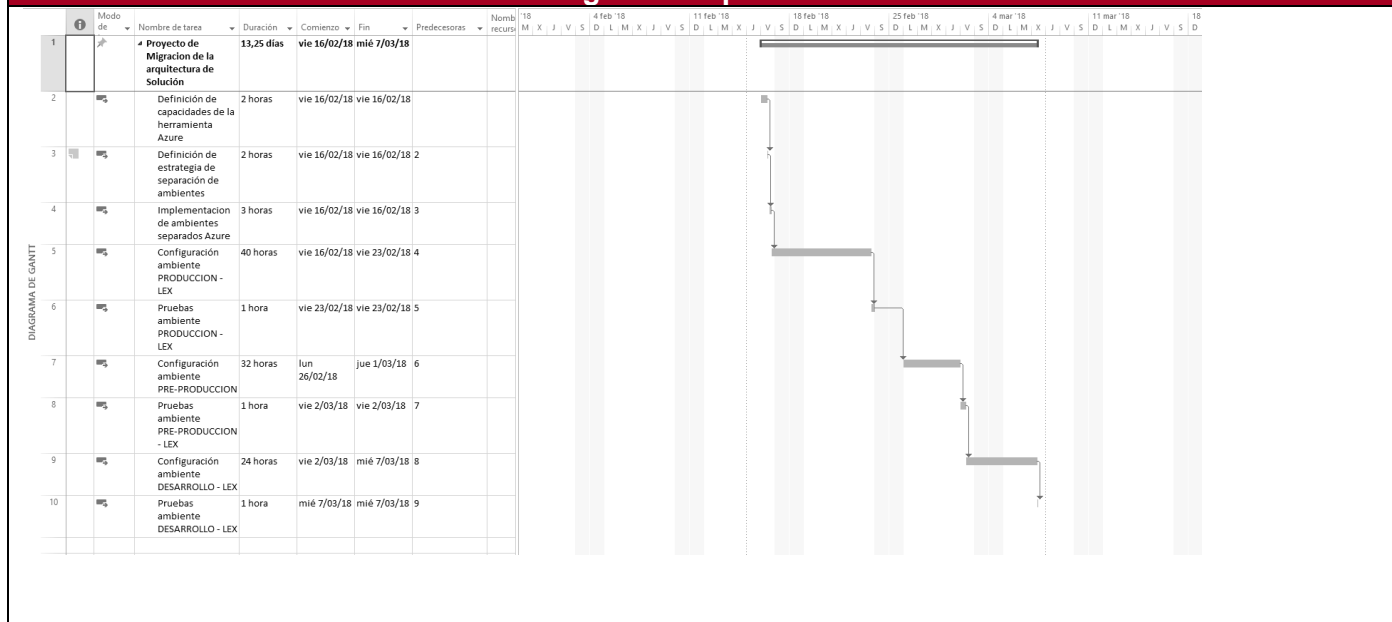 Modo
de
Nombre de tarea
Duración
Comienzo
Fin
Predecesoras
Nomb
recurs
'18
4 feb '18
11 feb '18
18 feb '18
25 feb '18
4 mar '18
11 mar '18
18
M X J V S D L M X J V S D L M X J V S D L M X J V S D L M X J V S D L M X J V S D
DIAGRAMA DE GANTT
1 Proyecto de 13,25 días vie 16/02/18 mié 7/03/18
Migracion de la
arquitectura de
Solución
2 Definición de 2 horas vie 16/02/18 vie 16/02/18
capacidades de la
herramienta
Azure
3 Definición de 2 horas vie 16/02/18 vie 16/02/18 2
estrategia de
separación de
ambientes
4 Implementacion 3 horas vie 16/02/18 vie 16/02/18 3
de ambientes
separados Azure
5 Configuración 40 horas vie 16/02/18 vie 23/02/18 4
ambiente
PRODUCCION -
LEX
6 Pruebas 1 hora vie 23/02/18 vie 23/02/18 5
ambiente
PRODUCCION -
LEX
7 Configuración 32 horas lun jue 1/03/18 6
ambiente 26/02/18
PRE-PRODUCCION
8 Pruebas 1 hora vie 2/03/18 vie 2/03/18 7
ambiente
PRE-PRODUCCION
- LEX
9 Configuración 24 horas vie 2/03/18 mié 7/03/18 8
ambiente
DESARROLLO - LEX
10 Pruebas 1 hora mié 7/03/18 mié 7/03/18 9
ambiente
DESARROLLO - LEX